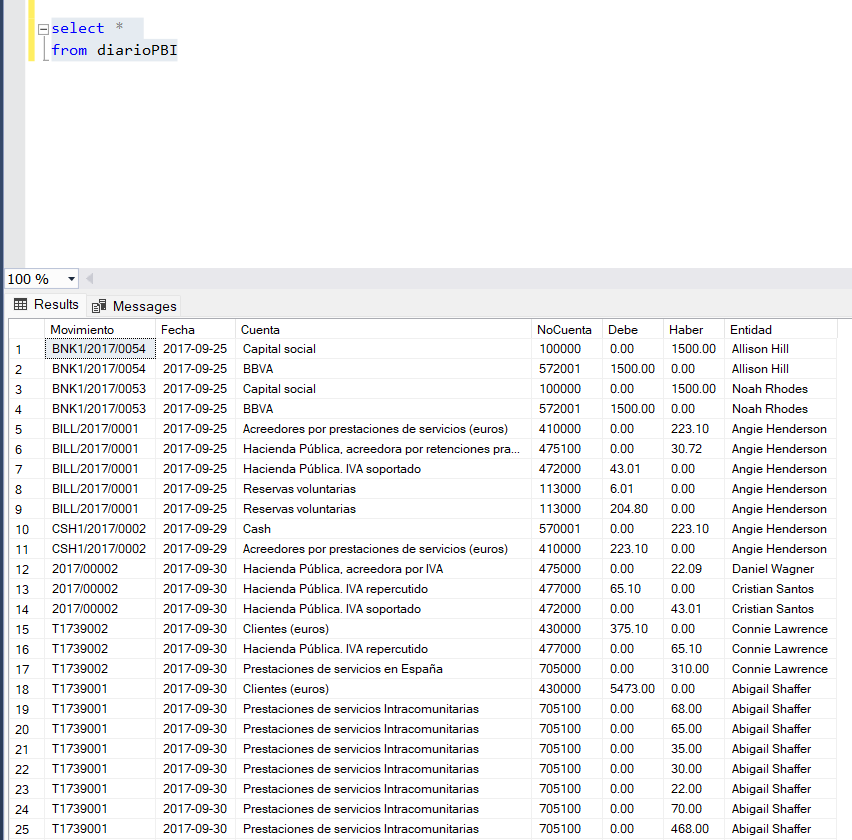 select *
from diarioPBI
100 %
Results Messages
Movimiento Fecha Cuenta NoCuenta Debe Haber Entidad
1 BNK1/2017/0054 2017-09-25 Capital social 100000 0.00 1500.00 Allison Hill
2 BNK1/2017/0054 2017-09-25 BBVA 572001 1500.00 0.00 Allison Hill
3 BNK1/2017/0053 2017-09-25 Capital social 100000 0.00 1500.00 Noah Rhodes
4 BNK1/2017/0053 2017-09-25 BBVA 572001 1500.00 0.00 Noah Rhodes
5 BILL/2017/0001 2017-09-25 Acreedores por prestaciones de servicios (euros) 410000 0.00 223.10 Angie Henderson
6 BILL/2017/0001 2017-09-25 Hacienda Pública, acreedora por retenciones pra... 475100 0.00 30.72 Angie Henderson
7 BILL/2017/0001 2017-09-25 Hacienda Pública. IVA soportado 472000 43.01 0.00 Angie Henderson
8 BILL/2017/0001 2017-09-25 Reservas voluntarias 113000 6.01 0.00 Angie Henderson
9 BILL/2017/0001 2017-09-25 Reservas voluntarias 113000 204.80 0.00 Angie Henderson
10 CSH1/2017/0002 2017-09-29 Cash 570001 0.00 223.10 Angie Henderson
11 CSH1/2017/0002 2017-09-29 Acreedores por prestaciones de servicios (euros) 410000 223.10 0.00 Angie Henderson
12 2017/00002 2017-09-30 Hacienda Pública, acreedora por IVA 475000 0.00 22.09 Daniel Wagner
13 2017/00002 2017-09-30 Hacienda Pública. IVA repercutido 477000 65.10 0.00 Cristian Santos
14 2017/00002 2017-09-30 Hacienda Pública. IVA soportado 472000 0.00 43.01 Cristian Santos
15 T1739002 2017-09-30 Clientes (euros) 430000 375.10 0.00 Connie Lawrence
16 T1739002 2017-09-30 Hacienda Pública. IVA repercutido 477000 0.00 65.10 Connie Lawrence
17 T1739002 2017-09-30 Prestaciones de servicios en España 705000 0.00 310.00 Connie Lawrence
18 T1739001 2017-09-30 Clientes (euros) 430000 5473.00 0.00 Abigail Shaffer
19 T1739001 2017-09-30 Prestaciones de servicios Intracomunitarias 705100 0.00 68.00 Abigail Shaffer
20 T1739001 2017-09-30 Prestaciones de servicios Intracomunitarias 705100 0.00 65.00 Abigail Shaffer
21 T1739001 2017-09-30 Prestaciones de servicios Intracomunitarias 705100 0.00 35.00 Abigail Shaffer
22 T1739001 2017-09-30 Prestaciones de servicios Intracomunitarias 705100 0.00 30.00 Abigail Shaffer
23 T1739001 2017-09-30 Prestaciones de servicios Intracomunitarias 705100 0.00 22.00 Abigail Shaffer
24 T1739001 2017-09-30 Prestaciones de servicios Intracomunitarias 705100 0.00 70.00 Abigail Shaffer
25 T1739001 2017-09-30 Prestaciones de servicios Intracomunitarias 705100 0.00 468.00 Abigail Shaffer